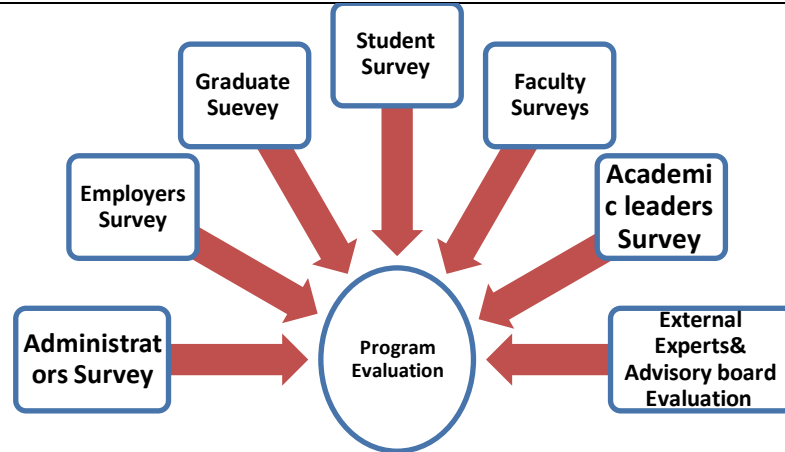 Student
Survey
Graduate
Suevey
Faculty
Surveys
Employers
Survey
Academi
c leaders
Survey
Administrat
ors Survey
Program
Evaluation
External
Experts&
Advisory board
Evaluation